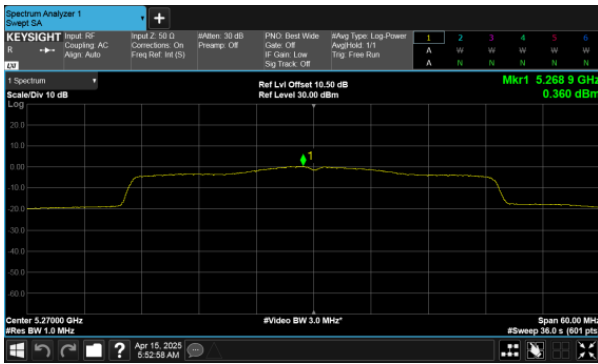 Spectrum Analyzer 1
Swept SA
KEYSIGHT
R
LXI
Input: RF
Coupling: AC
Align: Auto
Input Z: 50 Ω
Corrections: On
Freq Ref: Int (S)
#Atten: 30 dB
Preamp: Off
PNO: Best Wide
Gate: Off
IF Gain: Low
Sig Track: Off
#Avg Type: Log-Power
Avg|Hold: 1/1
Trig: Free Run
1 2 3 4 5 6
A W W W W W
A N N N N N
1 Spectrum
Scale/Div 10 dB
Log
Ref Lvl Offset 10.50 dB
Ref Level 30.00 dBm
Mkr1 5.268 9 GHz
0.360 dBm
1
20.0
10.0
0.00
-10.0
-20.0
-30.0
-40.0
-50.0
-60.0
Center 5.27000 GHz
#Res BW 1.0 MHz
#Video BW 3.0 MHz*
Span 60.00 MHz
#Sweep 36.0 s (601 pts)
?
Apr 15, 2025
5:52:58 AM